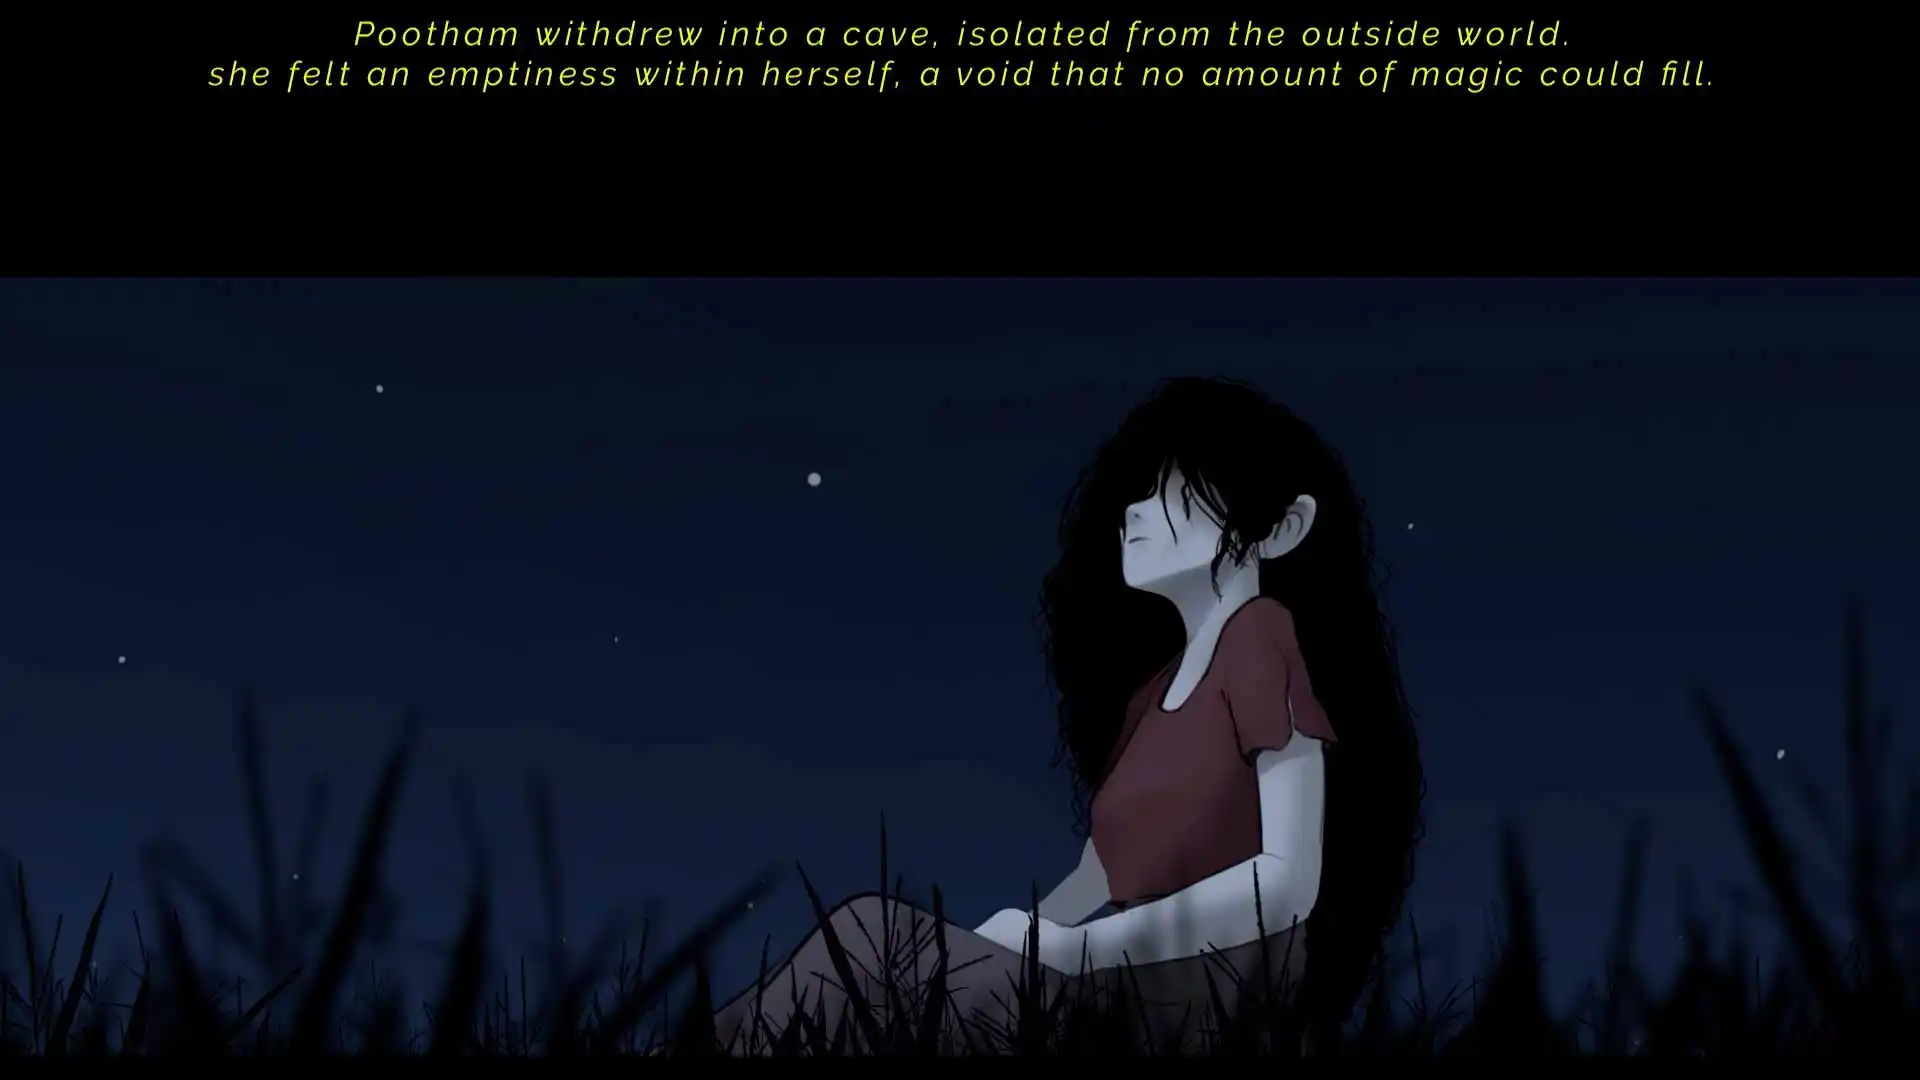 Pootham withdrew into a cave, isolated from the outside world.
she felt an emptiness within herself, a void that no amount of magic could fill.